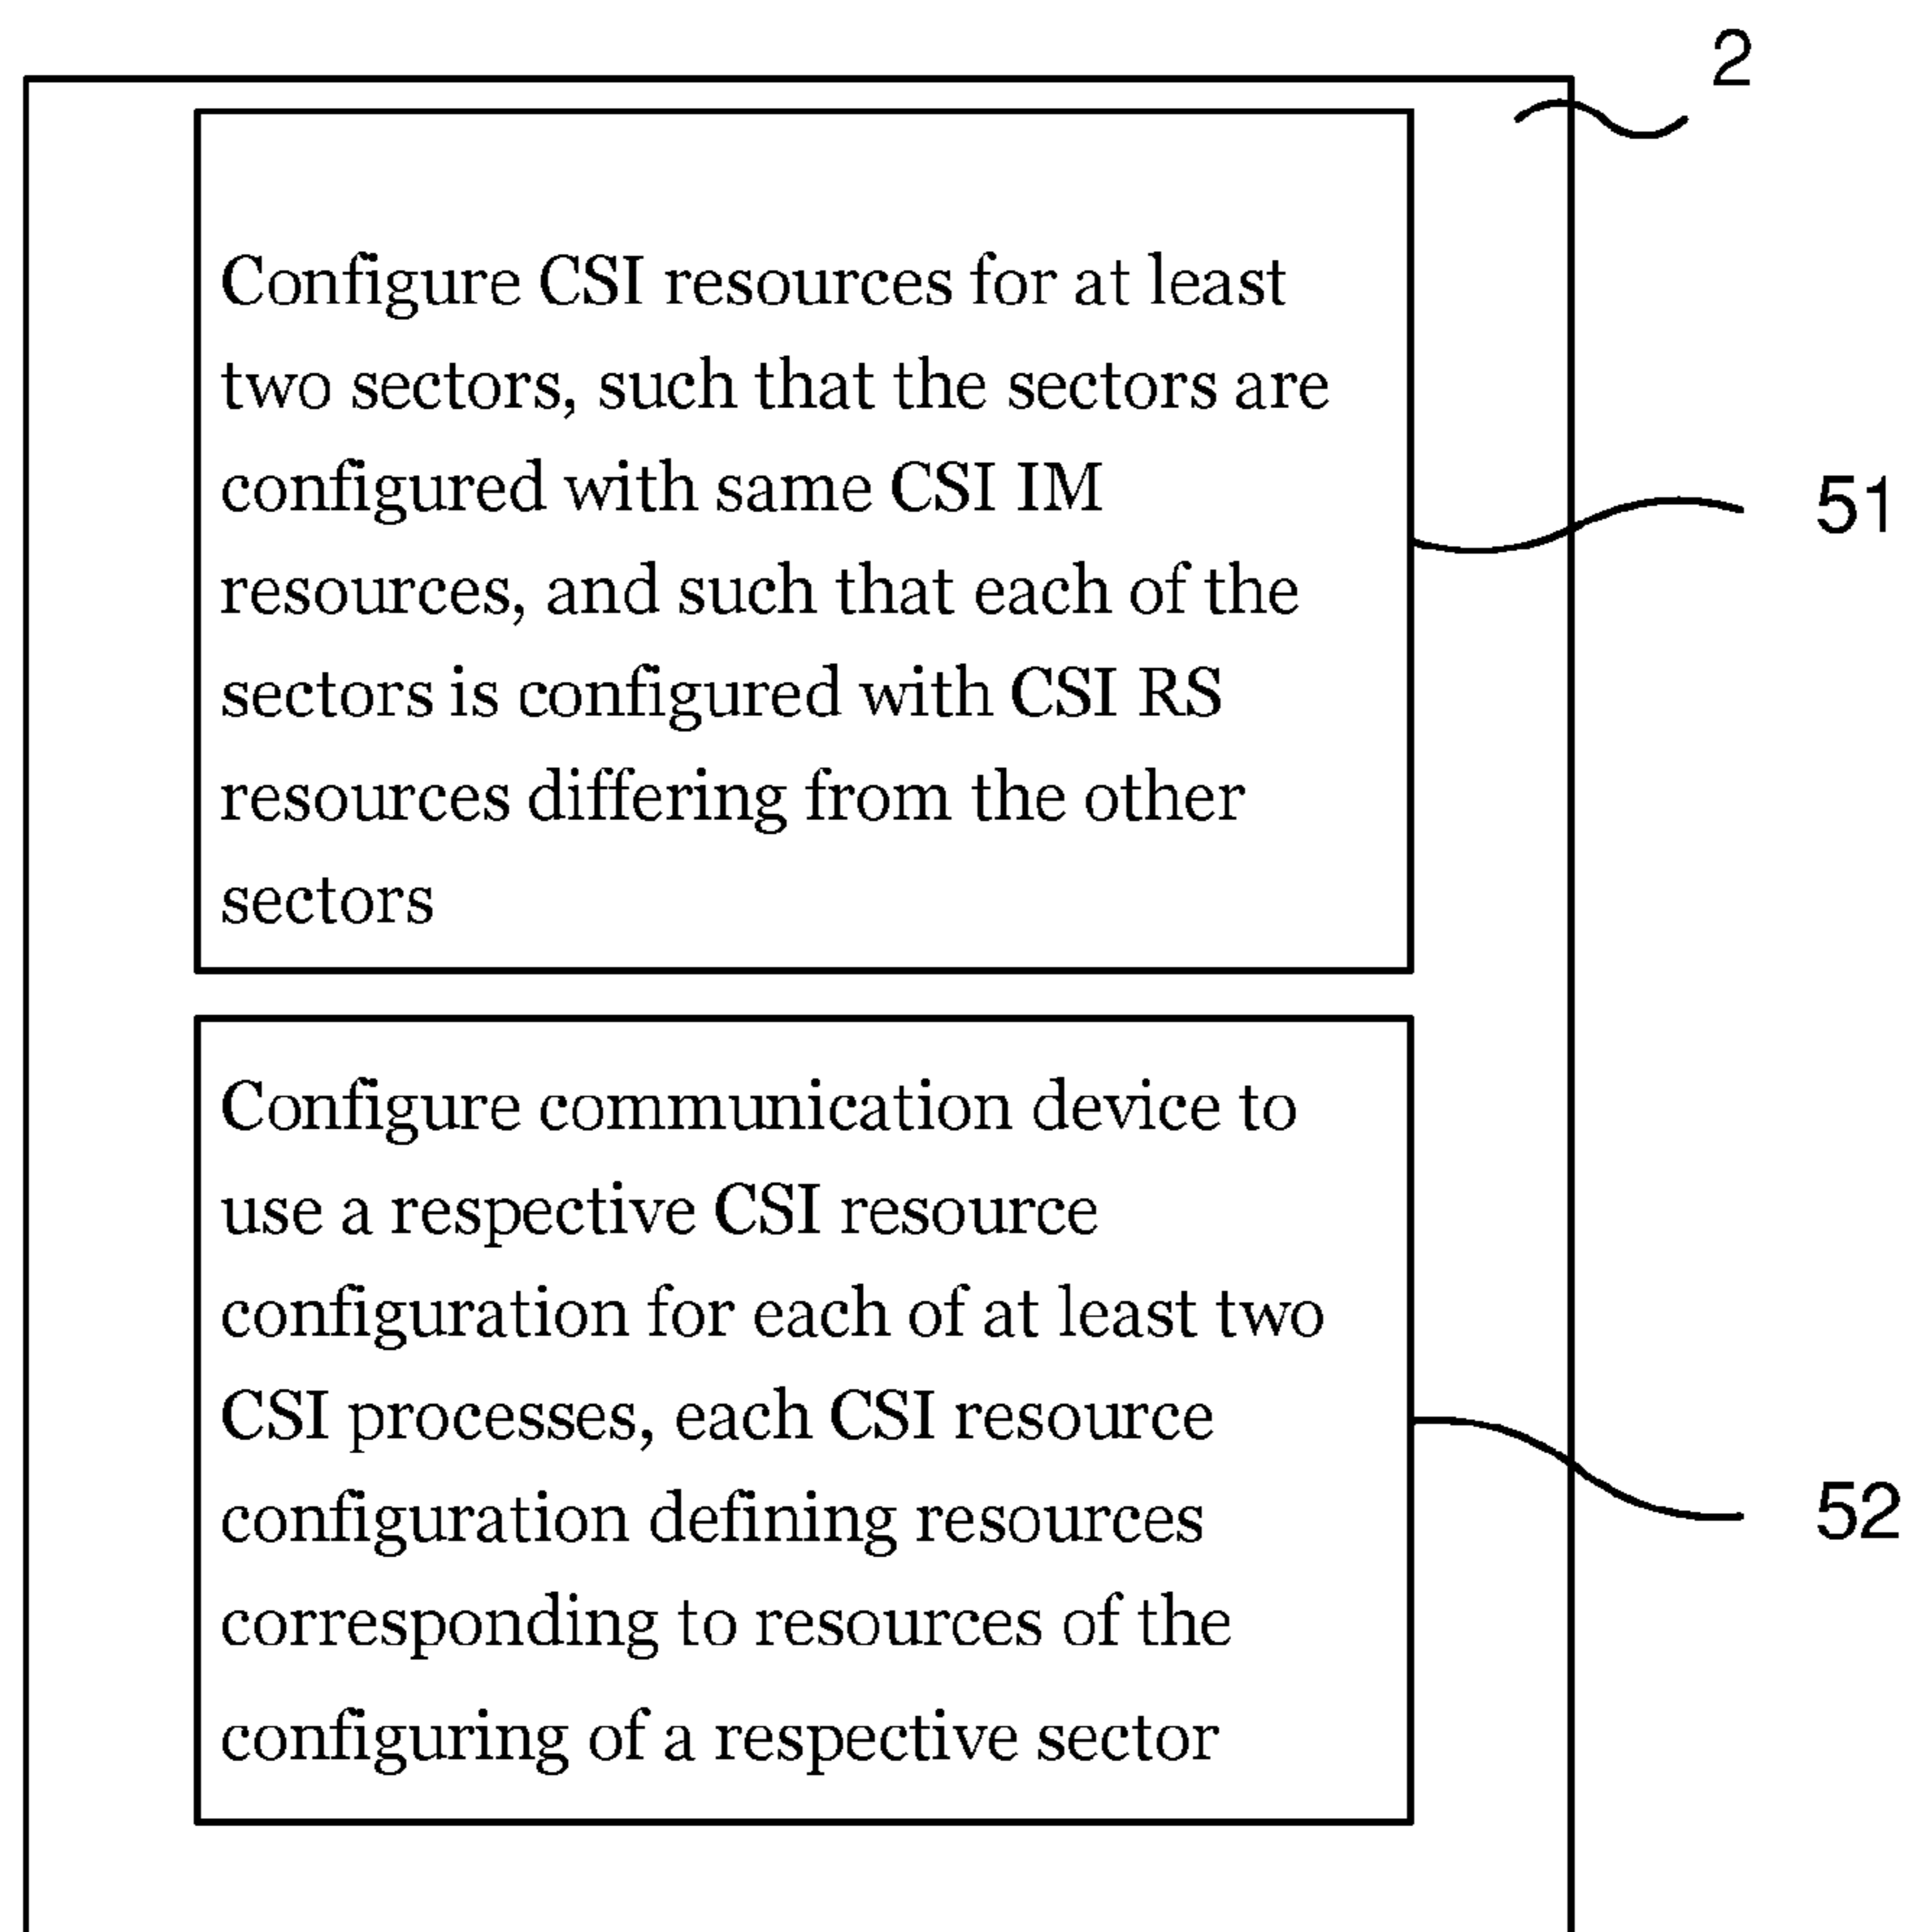 2
Configure CSI resources for at least
two sectors, such that the sectors are
configured with same CSI IM
resources, and such that each of the
sectors is configured with CSI RS
resources differing from the other
sectors
51
Configure communication device to
use a respective CSI resource
configuration for each of at least two
CSI processes, each CSI resource
configuration defining resources
corresponding to resources of the
configuring of a respective sector
52